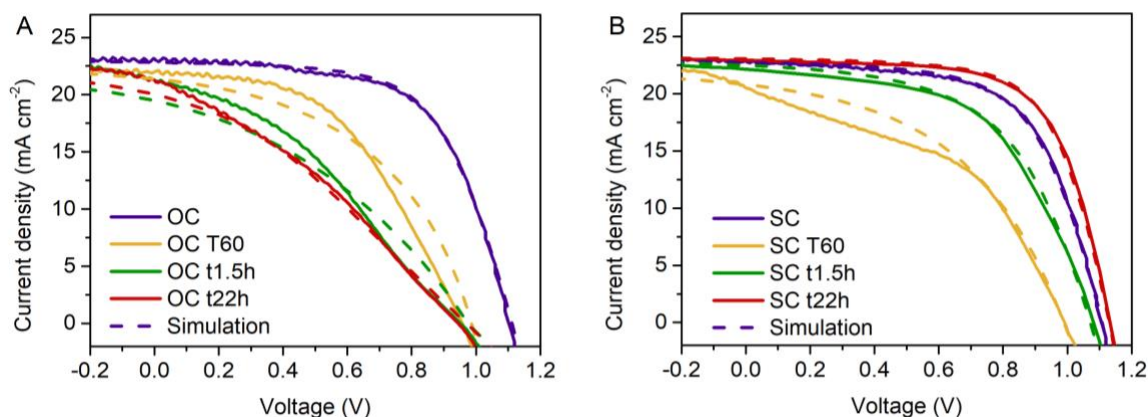 A
Current density (mA cm⁻²)
25
20
15
10
5
0
OC
OC T60
OC t1.5h
OC t22h
Simulation
-0.2 0.0 0.2 0.4 0.6 0.8 1.0 1.2
Voltage (V)
B
Current density (mA cm⁻²)
25
20
15
10
5
0
SC
SC T60
SC t1.5h
SC t22h
Simulation
-0.2 0.0 0.2 0.4 0.6 0.8 1.0 1.2
Voltage (V)